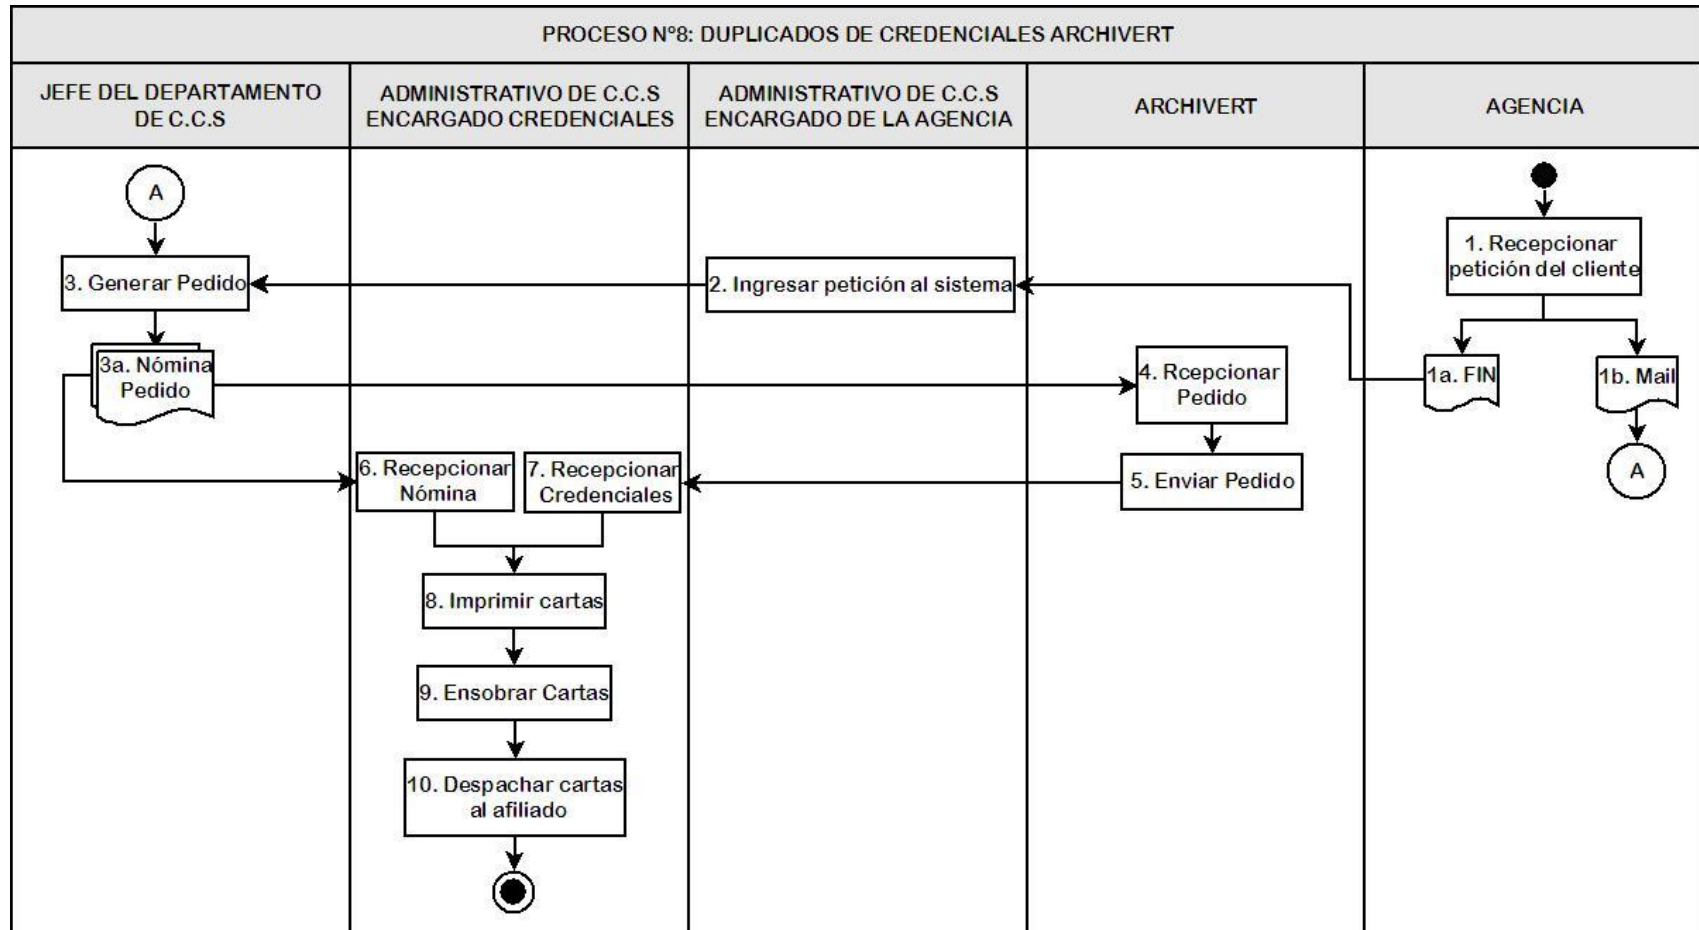 PROCESO Nº8: DUPLICADOS DE CREDENCIALES ARCHIVERT
JEFE DEL DEPARTAMENTO
DE C.C.S
ADMINISTRATIVO DE C.C.S
ENCARGADO CREDENCIALES
ADMINISTRATIVO DE C.C.S
ENCARGADO DE LA AGENCIA
ARCHIVERT
AGENCIA
A
1. Recepcionar
petición del cliente
3. Generar Pedido
2. Ingresar petición al sistema
3a. Nómina
Pedido
4. Rcepcionar
Pedido
1a. FIN
1b. Mail
6. Recepcionar
Nómina
7. Recepcionar
Credenciales
5. Enviar Pedido
A
8. Imprimir cartas
9. Ensobrar Cartas
10. Despachar cartas
al afiliado